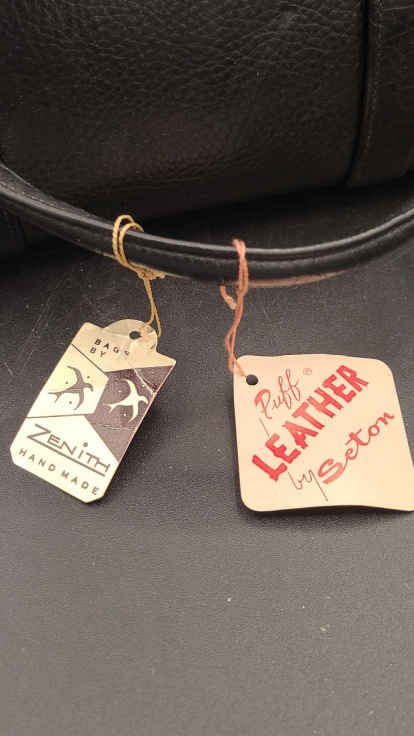 BAGS
BY
ZENITH
HAND MADE
Puff ®
LEATHER
by Seton